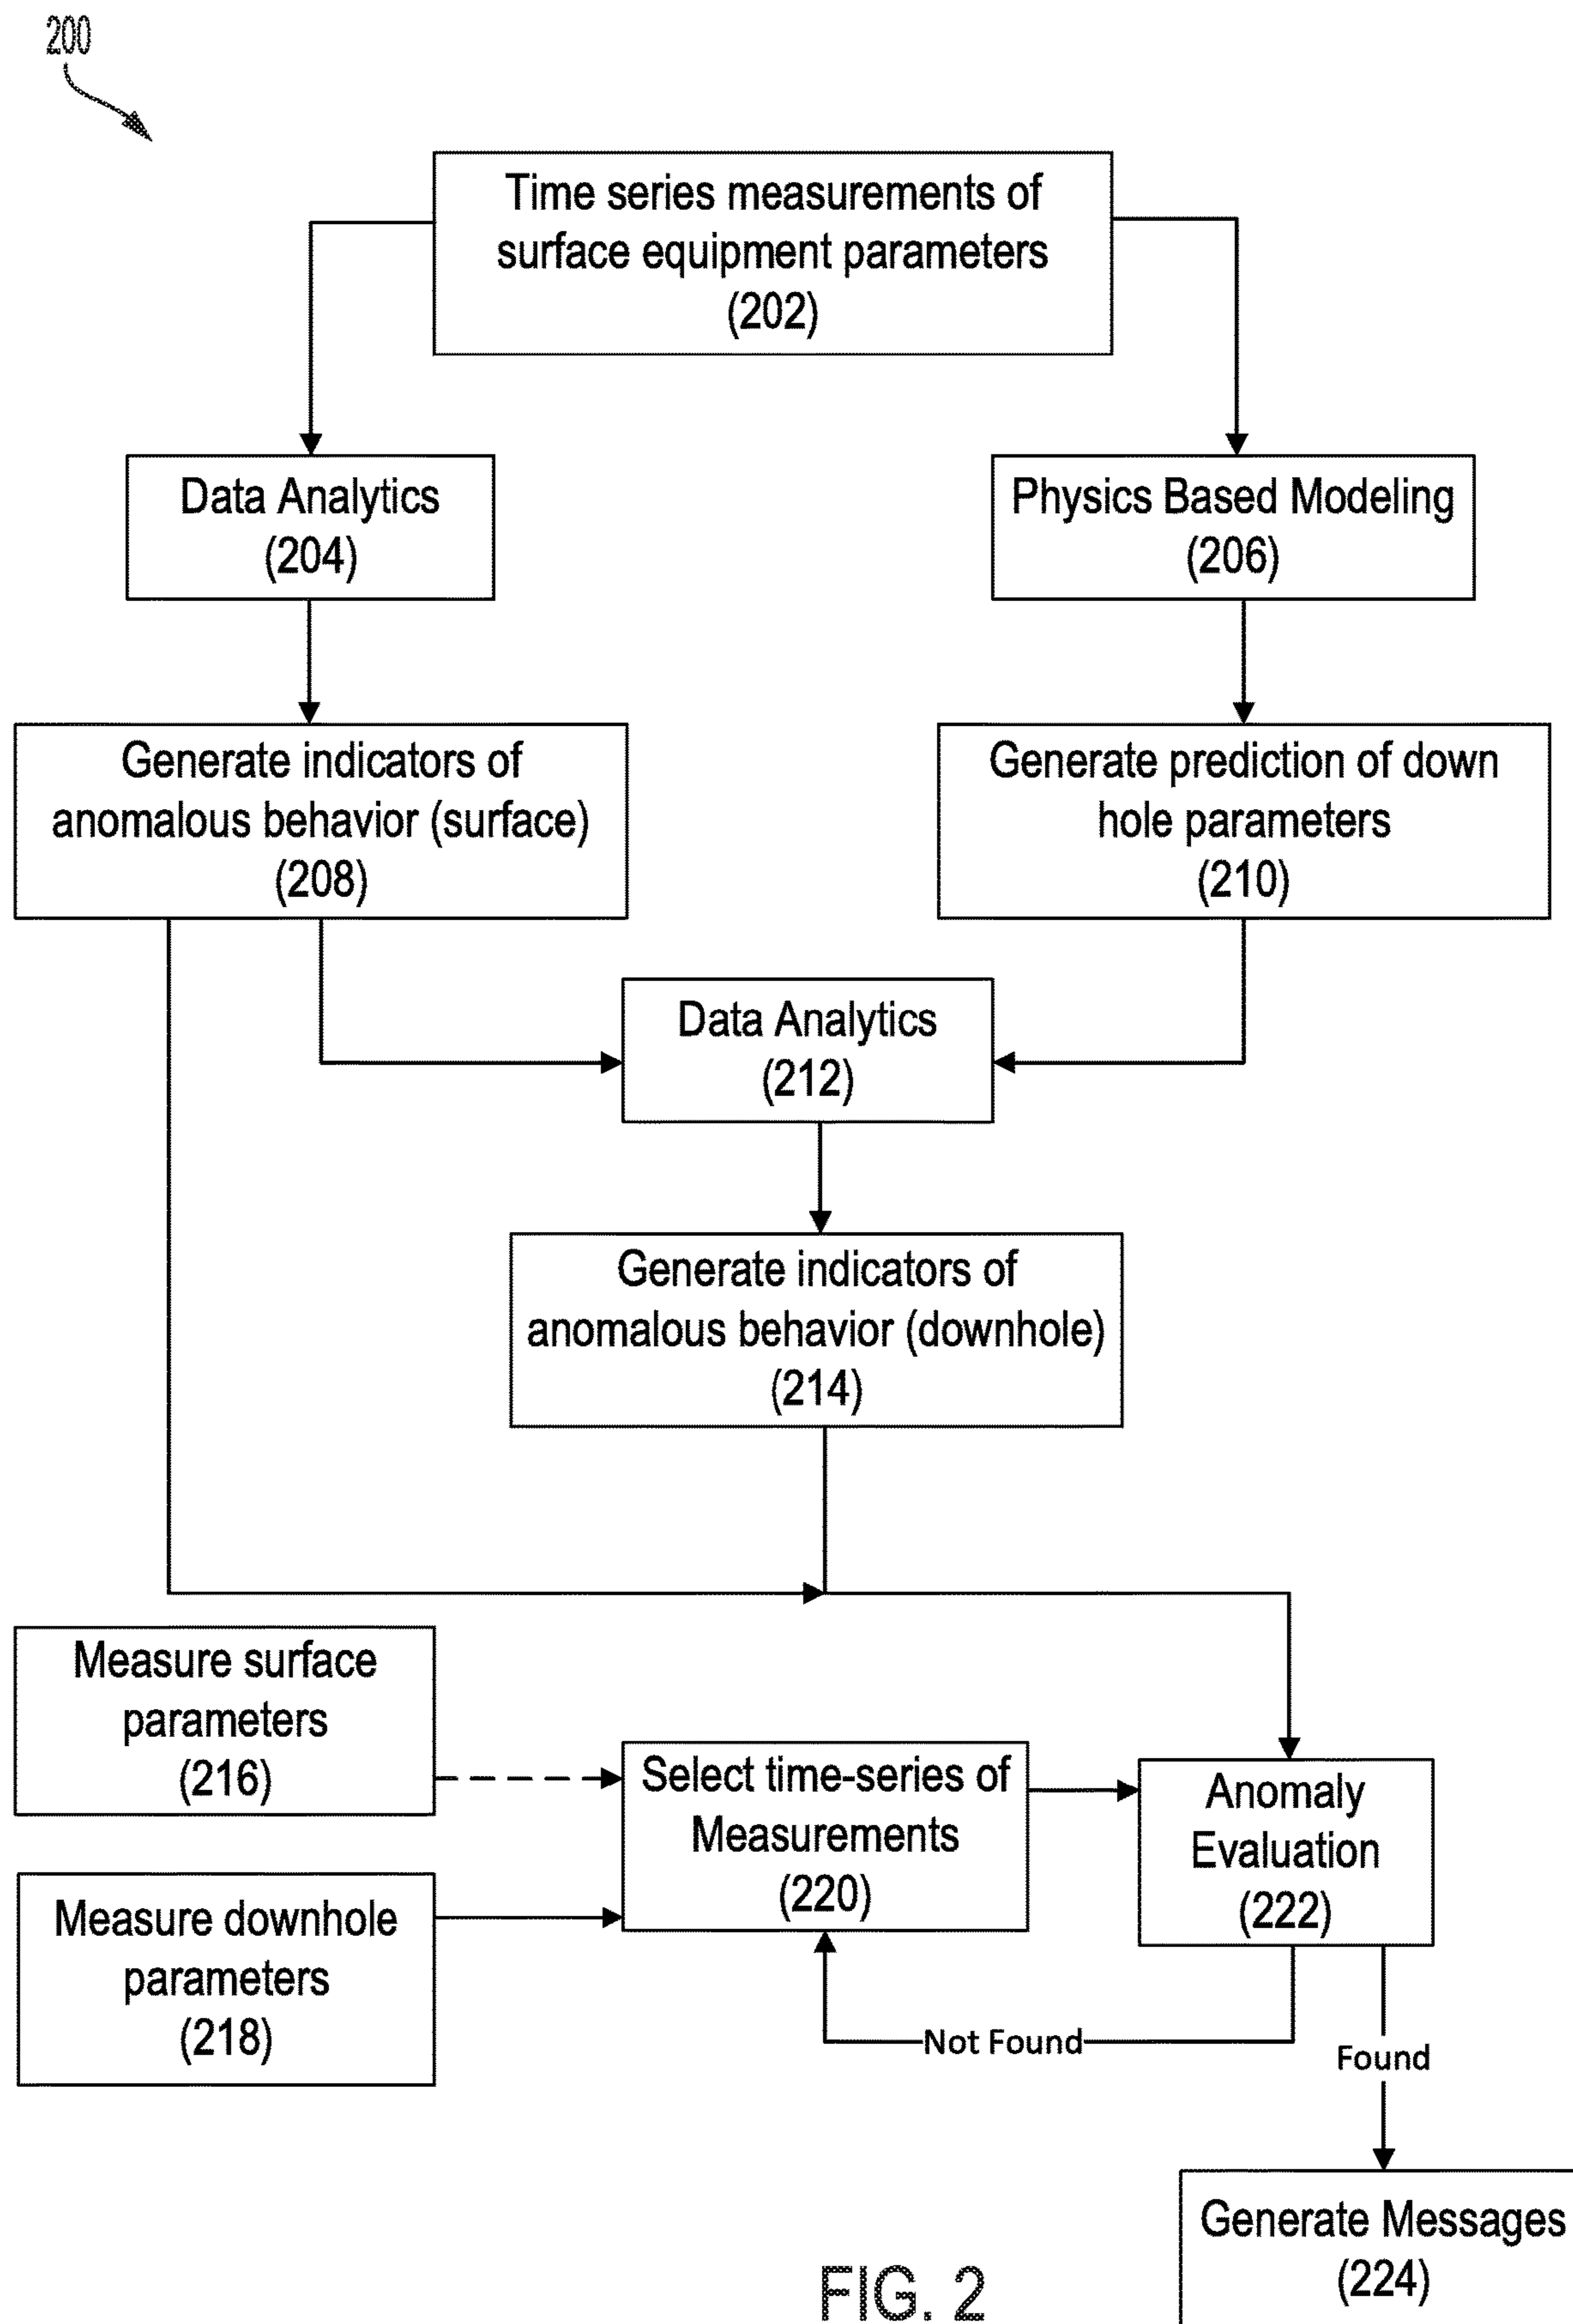 200
Time series measurements of
surface equipment parameters
(202)
Data Analytics
(204)
Physics Based Modeling
(206)
Generate indicators of
anomalous behavior (surface)
(208)
Generate prediction of down
hole parameters
(210)
Data Analytics
(212)
Generate indicators of
anomalous behavior (downhole)
(214)
Measure surface
parameters
(216)
Select time-series of
Measurements
(220)
Anomaly
Evaluation
(222)
Measure downhole
parameters
(218)
Not Found
Found
Generate Messages
(224)
FIG. 2